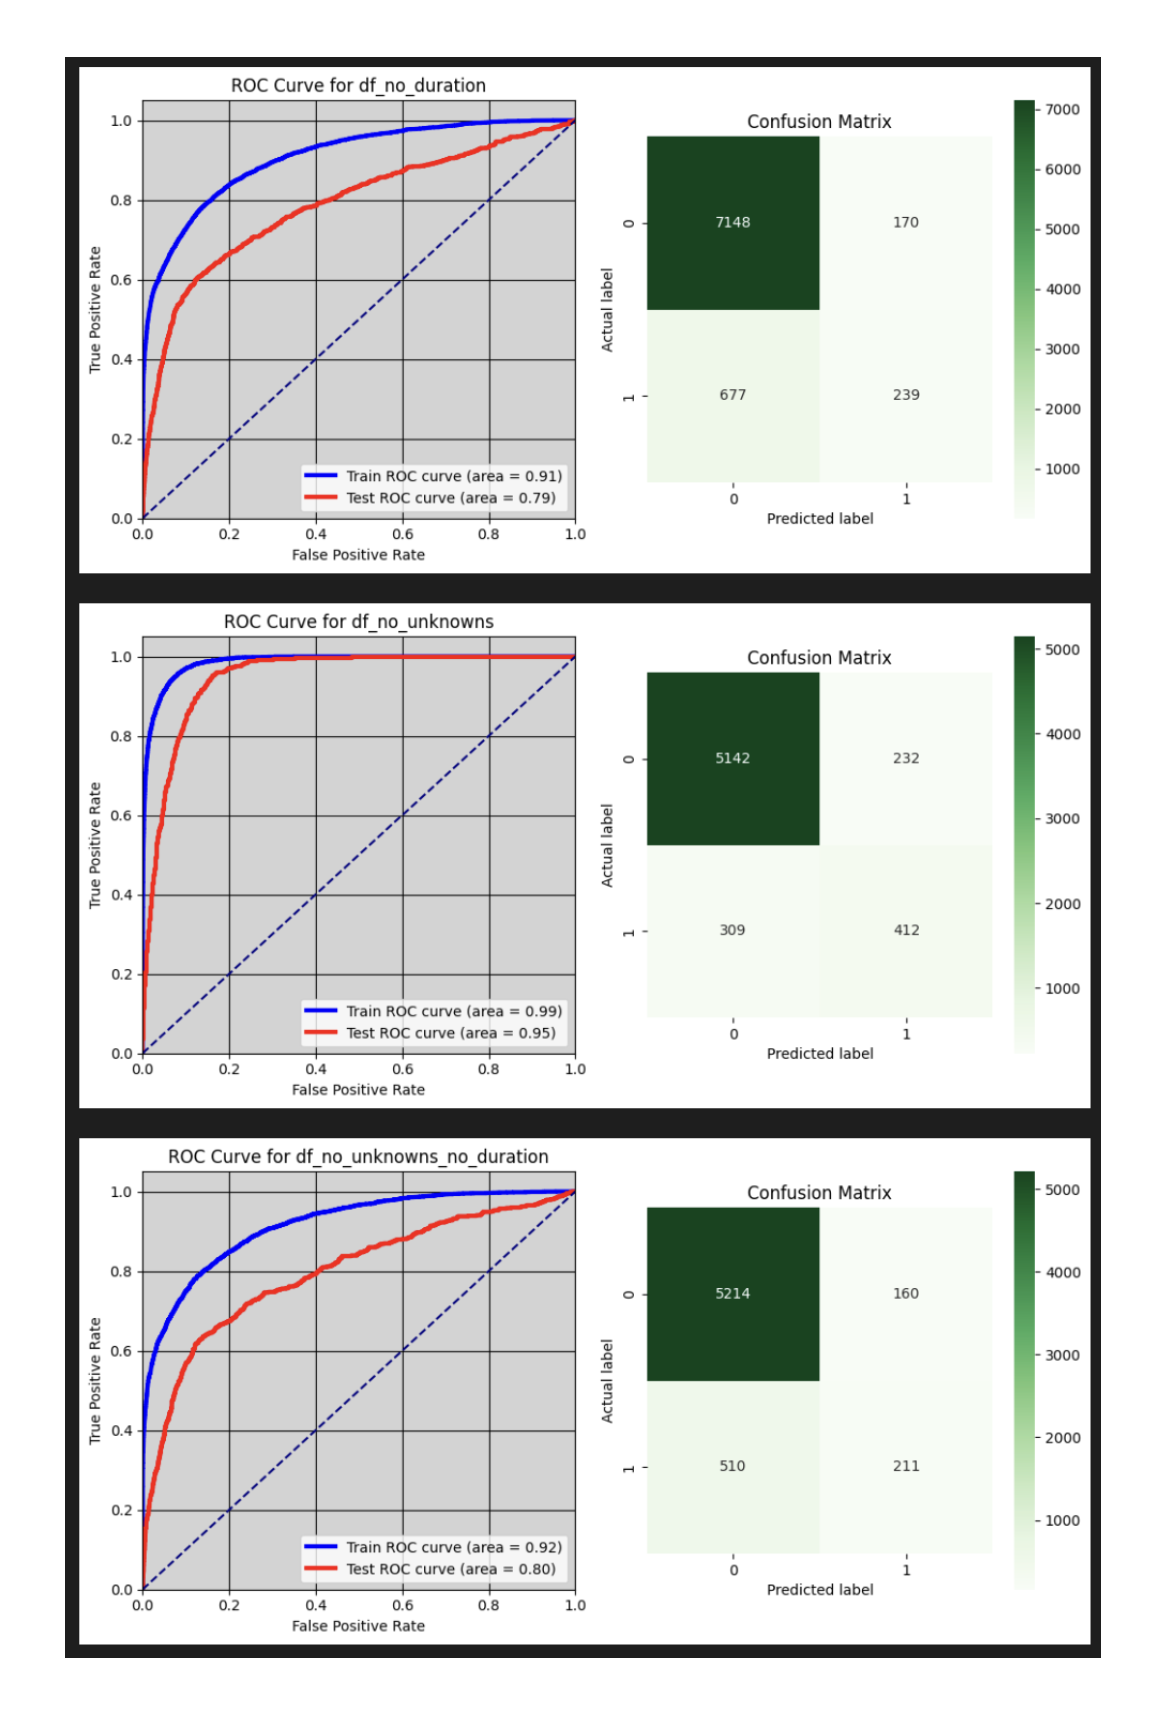 ROC Curve for df_no_duration
1.0
0.8
0.6
0.4
0.2
0.0
True Positive Rate
0.0 0.2 0.4 0.6 0.8 1.0
False Positive Rate
Train ROC curve (area = 0.91)
Test ROC curve (area = 0.79)
Confusion Matrix
0
1
Actual label
7148 170
677 239
0 1
Predicted label
7000
6000
5000
4000
3000
2000
1000
ROC Curve for df_no_unknowns
1.0
0.8
0.6
0.4
0.2
0.0
True Positive Rate
0.0 0.2 0.4 0.6 0.8 1.0
False Positive Rate
Train ROC curve (area = 0.99)
Test ROC curve (area = 0.95)
Confusion Matrix
0
1
Actual label
5142 232
309 412
0 1
Predicted label
5000
4000
3000
2000
1000
ROC Curve for df_no_unknowns_no_duration
1.0
0.8
0.6
0.4
0.2
0.0
True Positive Rate
0.0 0.2 0.4 0.6 0.8 1.0
False Positive Rate
Train ROC curve (area = 0.92)
Test ROC curve (area = 0.80)
Confusion Matrix
0
1
Actual label
5214 160
510 211
0 1
Predicted label
5000
4000
3000
2000
1000